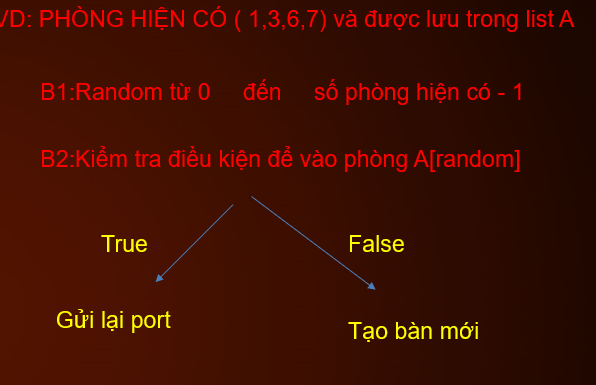 VD: PHÒNG HIỆN CÓ ( 1,3,6,7) và được lưu trong list A
B1:Random từ 0 đến số phòng hiện có - 1
B2:Kiểm tra điều kiện để vào phòng A[random]
True False
Gửi lại port
Tạo bàn mới